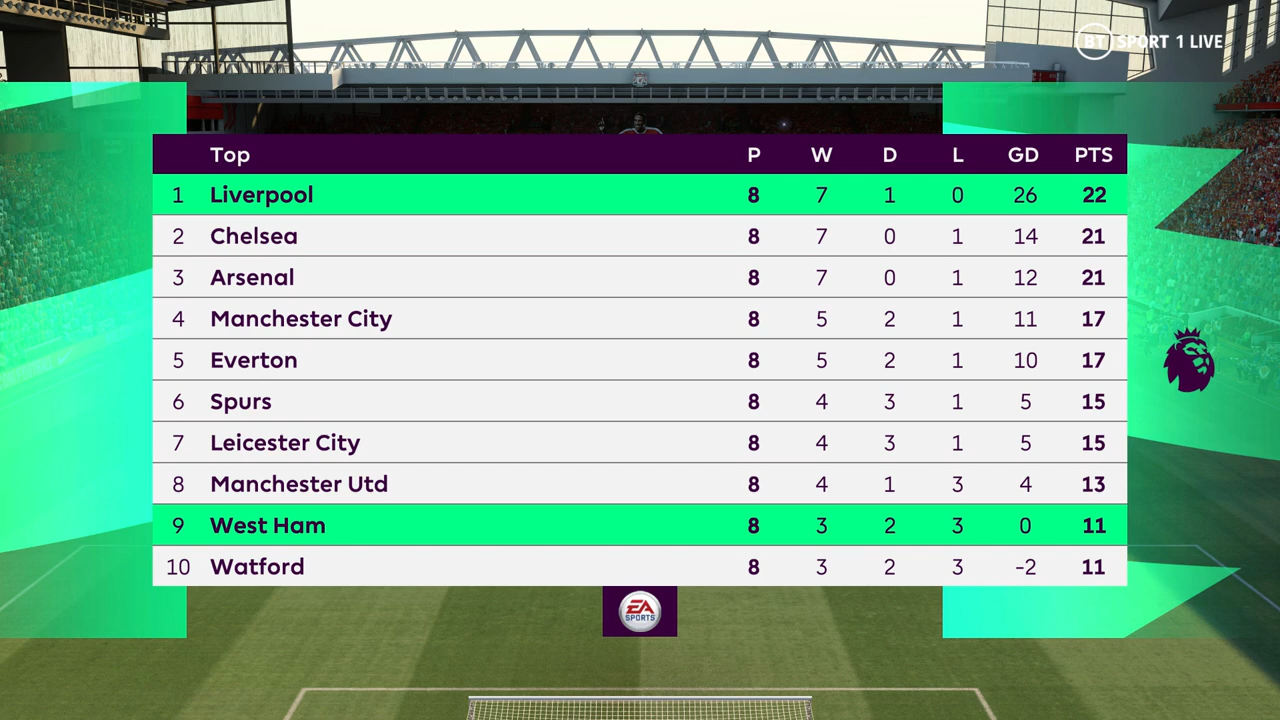 BT SPORT 1 LIVE
Top P W D L GD PTS
1 Liverpool 8 7 1 0 26 22
2 Chelsea 8 7 0 1 14 21
3 Arsenal 8 7 0 1 12 21
4 Manchester City 8 5 2 1 11 17
5 Everton 8 5 2 1 10 17
6 Spurs 8 4 3 1 5 15
7 Leicester City 8 4 3 1 5 15
8 Manchester Utd 8 4 1 3 4 13
9 West Ham 8 3 2 3 0 11
10 Watford 8 3 2 3 -2 11
EA
SPORTS